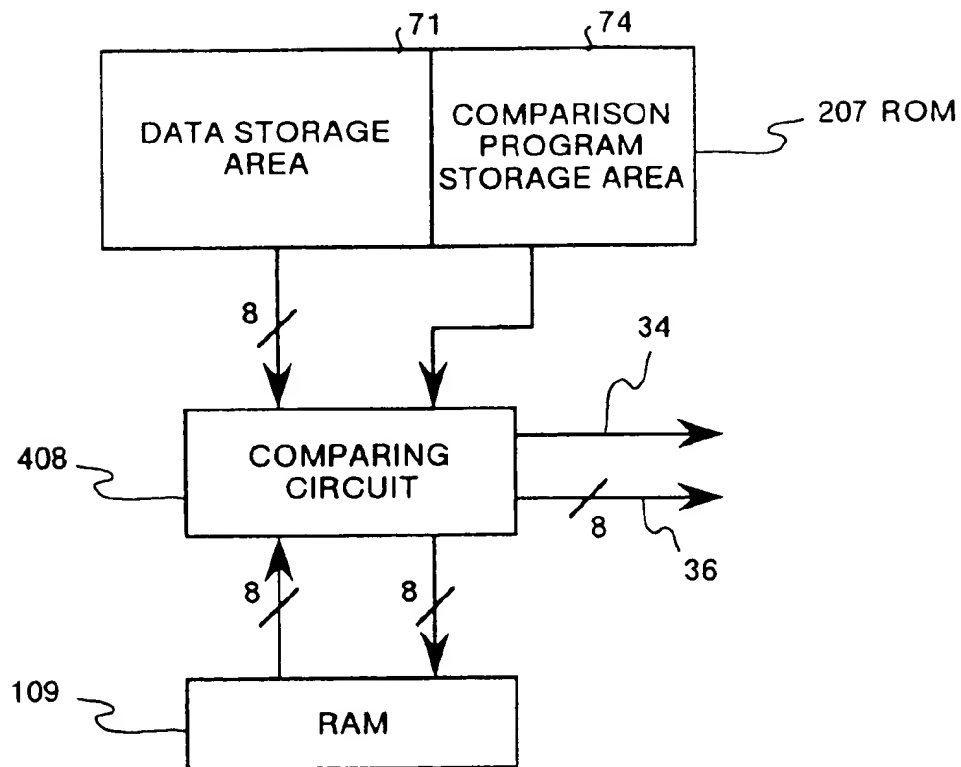 71
74
DATA STORAGE
AREA
COMPARISON
PROGRAM
STORAGE AREA
207 ROM
8
34
408
COMPARING
CIRCUIT
8
36
8
8
109
RAM